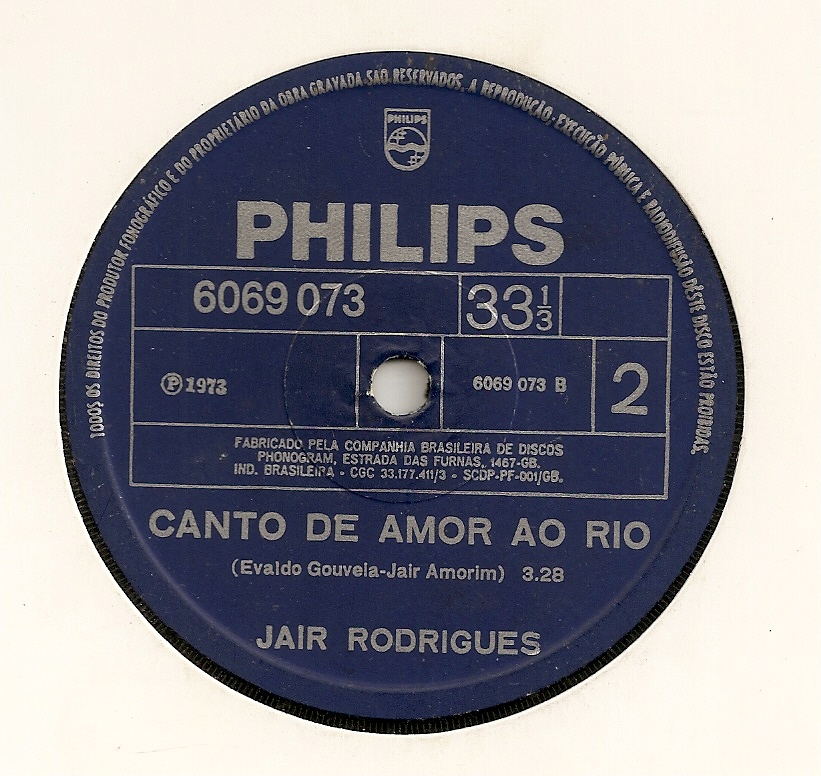 TODOS OS DIREITOS DO PRODUTOR FONOGRÁFICO E DO PROPRIETÁRIO DA OBRA GRAVADA SÃO RESERVADOS. A REPRODUÇÃO, EXECUÇÃO PÚBLICA E RADIODIFUSÃO DÊSTE DISCO ESTÃO PROIBIDAS.
PHILIPS
PHILIPS
6069 073 33 1/3
Ⓟ 1973 6069 073 B 2
FABRICADO PELA COMPANHIA BRASILEIRA DE DISCOS
PHONOGRAM, ESTRADA DAS FURNAS, 1467-GB.
IND. BRASILEIRA - CGC 33.177.411/3 - SCDP-PF-001/GB.
CANTO DE AMOR AO RIO
(Evaldo Gouveia-Jair Amorim) 3.28
JAIR RODRIGUES